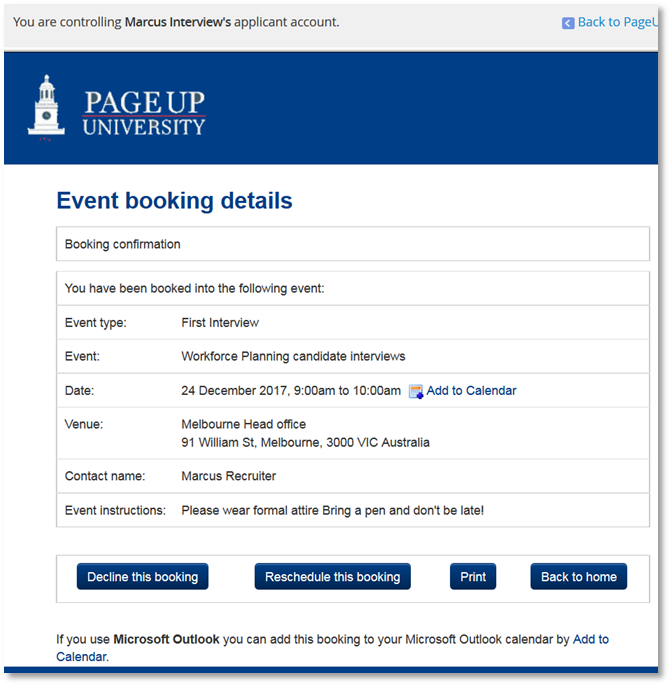 You are controlling Marcus Interview's applicant account.
Back to PageU
PAGE UP
UNIVERSITY
Event booking details
Booking confirmation
You have been booked into the following event:
Event type: First Interview
Event: Workforce Planning candidate interviews
Date: 24 December 2017, 9:00am to 10:00am Add to Calendar
Venue: Melbourne Head office
91 William St, Melbourne, 3000 VIC Australia
Contact name: Marcus Recruiter
Event instructions: Please wear formal attire Bring a pen and don't be late!
Decline this booking Reschedule this booking Print Back to home
If you use Microsoft Outlook you can add this booking to your Microsoft Outlook calendar by Add to
Calendar.